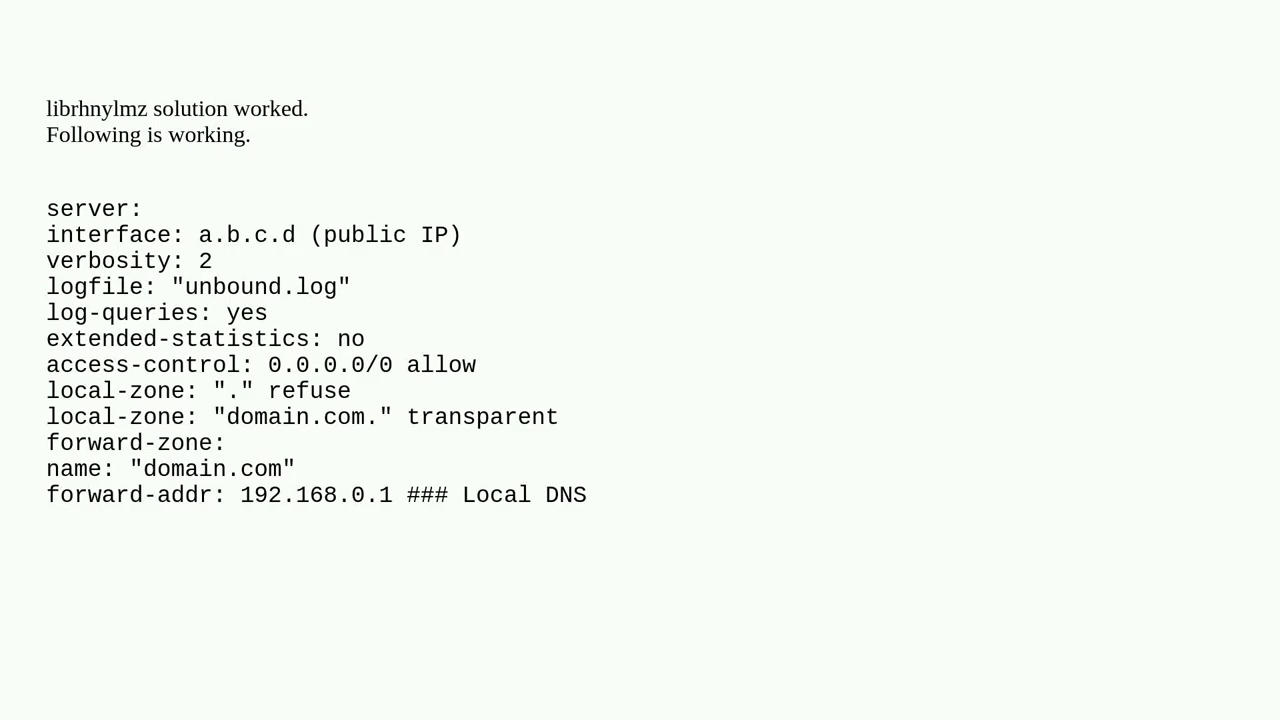 librhnylmz solution worked.
Following is working.
server:
interface: a.b.c.d (public IP)
verbosity: 2
logfile: "unbound.log"
log-queries: yes
extended-statistics: no
access-control: 0.0.0.0/0 allow
local-zone: "." refuse
local-zone: "domain.com." transparent
forward-zone:
name: "domain.com"
forward-addr: 192.168.0.1 ### Local DNS